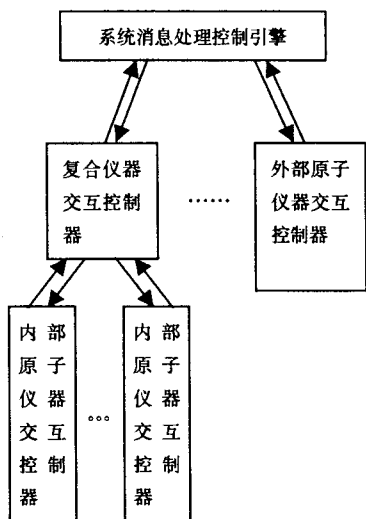 系统消息处理控制引擎
复合仪器
交互控制
器
……
外部原子
仪器交互
控制器
内部
原子
仪器
交互
控制
器
。。。
内部
原子
仪器
交互
控制
器